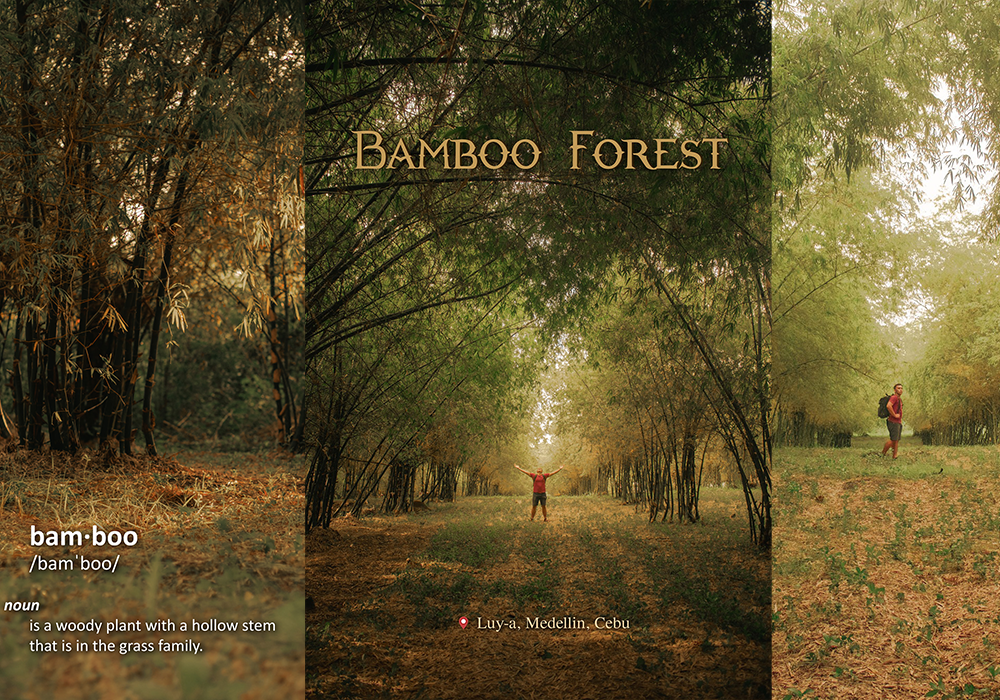 Bamboo Forest
bam·boo
/bamˈboo/
noun
is a woody plant with a hollow stem
that is in the grass family.
Luy-a, Medellin, Cebu